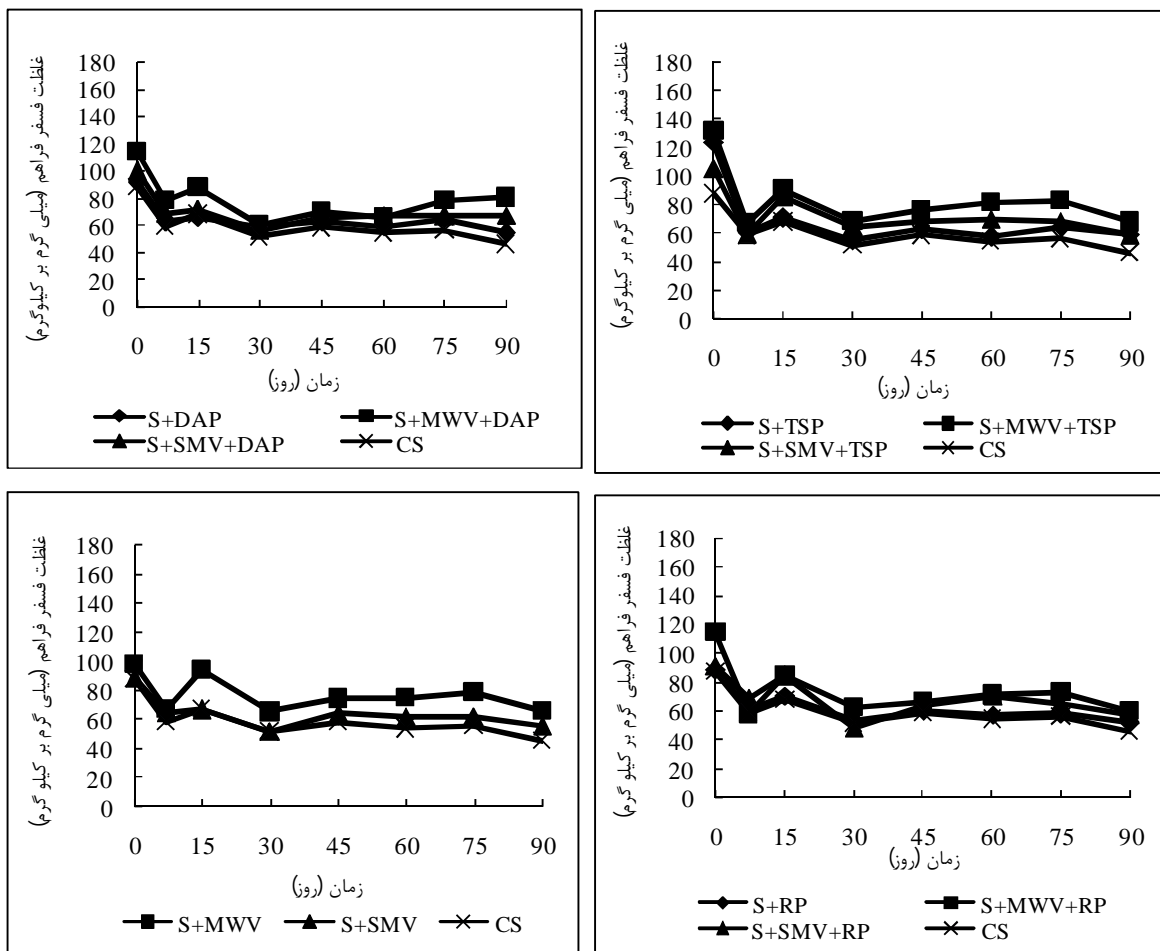 غلظت فسفر فراهم (میلی گرم بر کیلوگرم)
180
160
140
120
100
80
60
40
20
0
0 15 30 45 60 75 90
زمان (روز)
S+DAP S+MWV+DAP
S+SMV+DAP CS
غلظت فسفر فراهم (میلی گرم بر کیلوگرم)
180
160
140
120
100
80
60
40
20
0
0 15 30 45 60 75 90
زمان (روز)
S+TSP S+MWV+TSP
S+SMV+TSP CS
غلظت فسفر فراهم (میلی گرم بر کیلو گرم)
180
160
140
120
100
80
60
40
20
0
0 15 30 45 60 75 90
زمان (روز)
S+MWV S+SMV CS
غلظت فسفر فراهم (میلی گرم بر کیلوگرم)
180
160
140
120
100
80
60
40
20
0
0 15 30 45 60 75 90
زمان (روز)
S+RP S+MWV+RP
S+SMV+RP CS